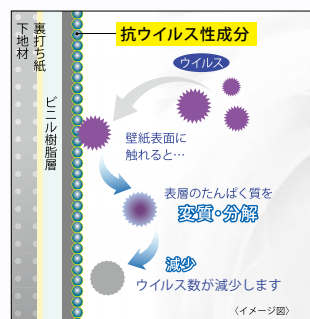 下地材
裏打ち紙
ビニル樹脂層
抗ウイルス性成分
ウイルス
壁紙表面に
触れると…
表層のたんぱく質を
変質・分解
減少
ウイルス数が減少します
〈イメージ図〉